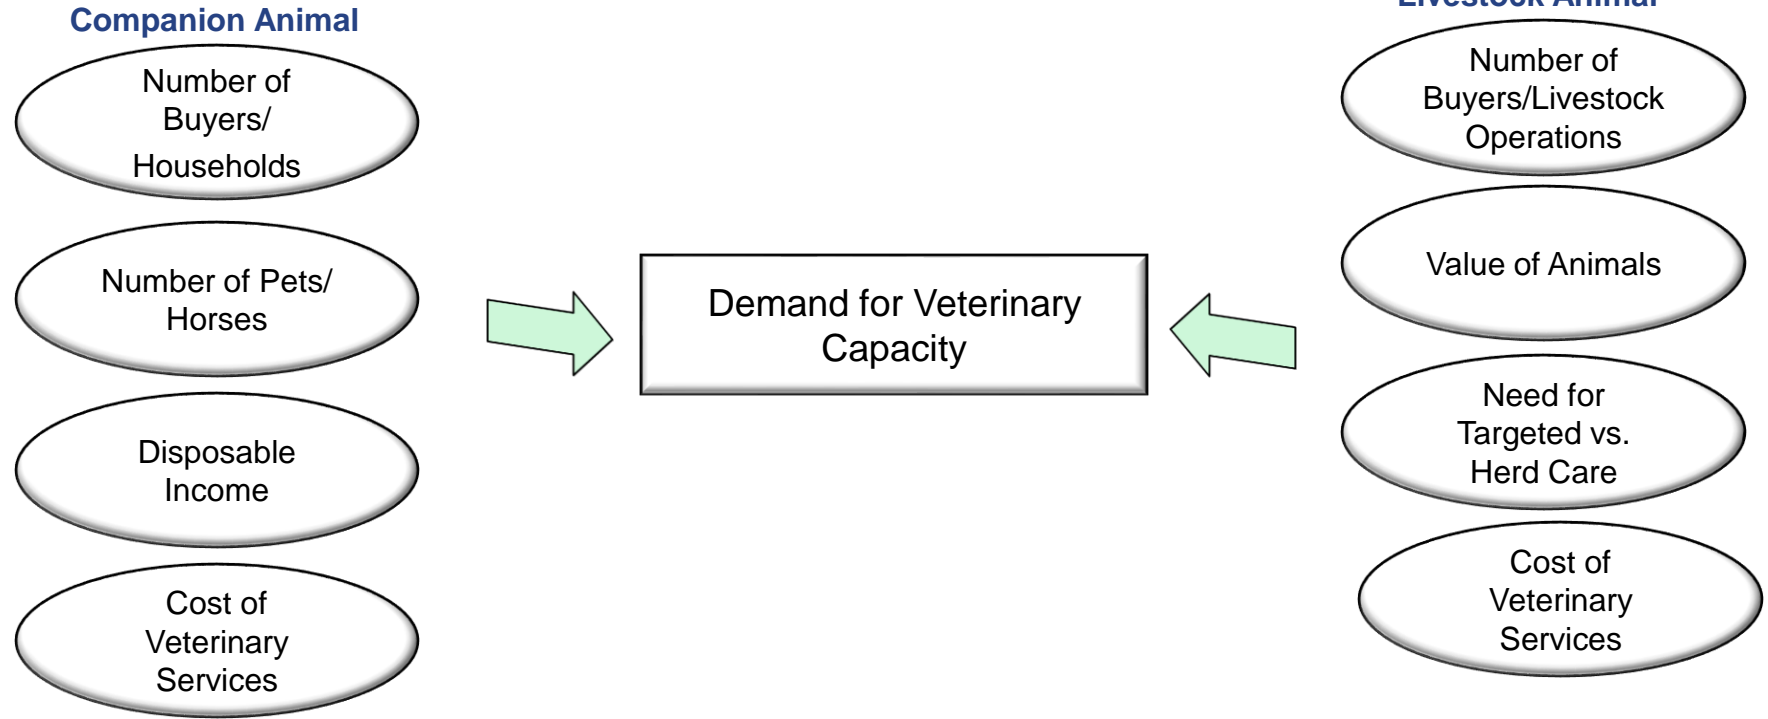 Companion Animal
Number of
Buyers/
Households
Number of Pets/
Horses
Disposable
Income
Cost of
Veterinary
Services
Demand for Veterinary
Capacity
Livestock Animal
Number of
Buyers/Livestock
Operations
Value of Animals
Need for
Targeted vs.
Herd Care
Cost of
Veterinary
Services